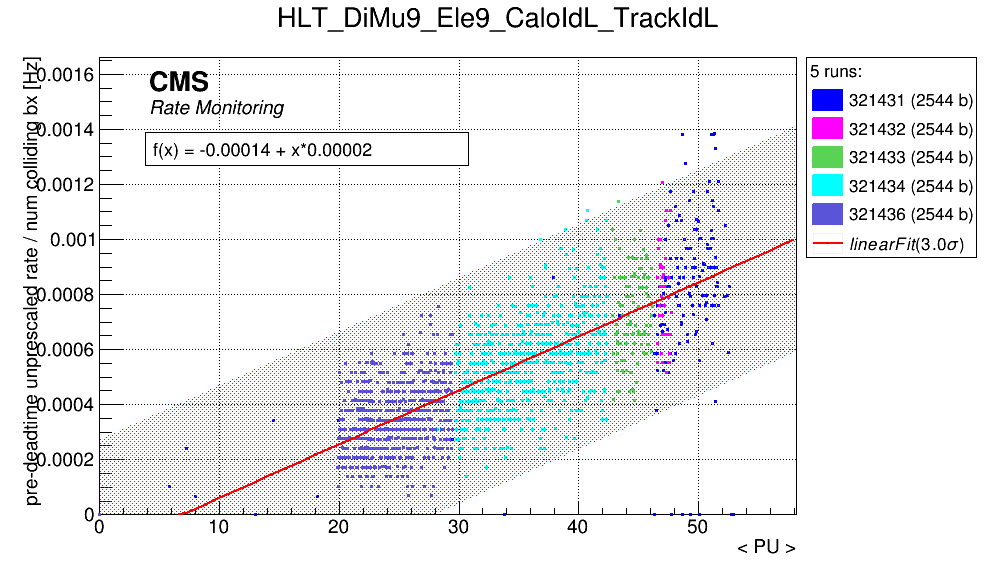 HLT_DiMu9_Ele9_CaloIdL_TrackIdL
pre-deadtime unprescaled rate / num colliding bx [Hz]
0.0016
0.0014
0.0012
0.001
0.0008
0.0006
0.0004
0.0002
0
CMS
Rate Monitoring
f(x) = -0.00014 + x*0.00002
5 runs:
321431 (2544 b)
321432 (2544 b)
321433 (2544 b)
321434 (2544 b)
321436 (2544 b)
linearFit(3.0σ)
0 10 20 30 40 50
< PU >